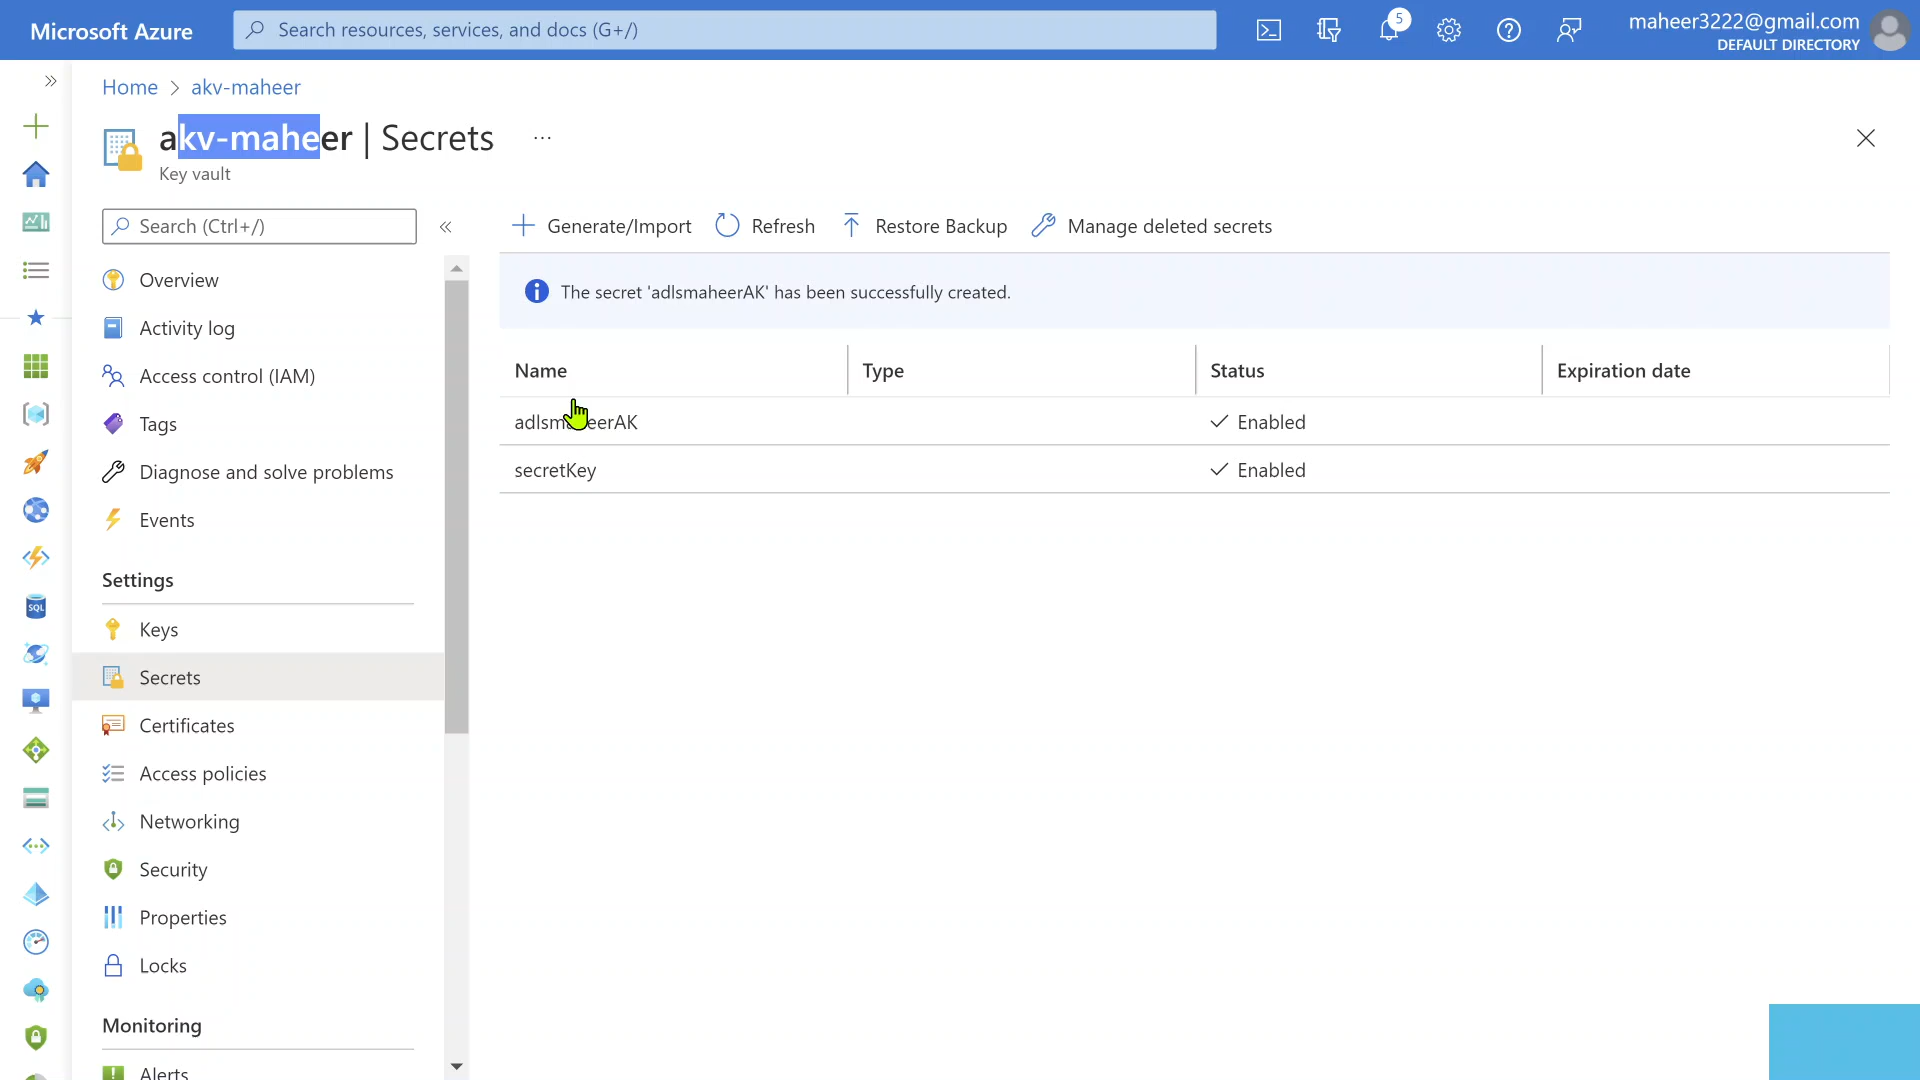 Microsoft Azure
Search resources, services, and docs (G+/)
5
maheer3222@gmail.com
DEFAULT DIRECTORY
Home > akv-maheer
akv-maheer | Secrets
...
Key vault
Search (Ctrl+/)
Generate/Import
Refresh
Restore Backup
Manage deleted secrets
Overview
Activity log
Access control (IAM)
Tags
Diagnose and solve problems
Events
Settings
Keys
Secrets
Certificates
Access policies
Networking
Security
Properties
Locks
Monitoring
Alerts
SQL
The secret 'adlsmaheerAK' has been successfully created.
Name Type Status Expiration date
adlsmaheerAK Enabled
secretKey Enabled